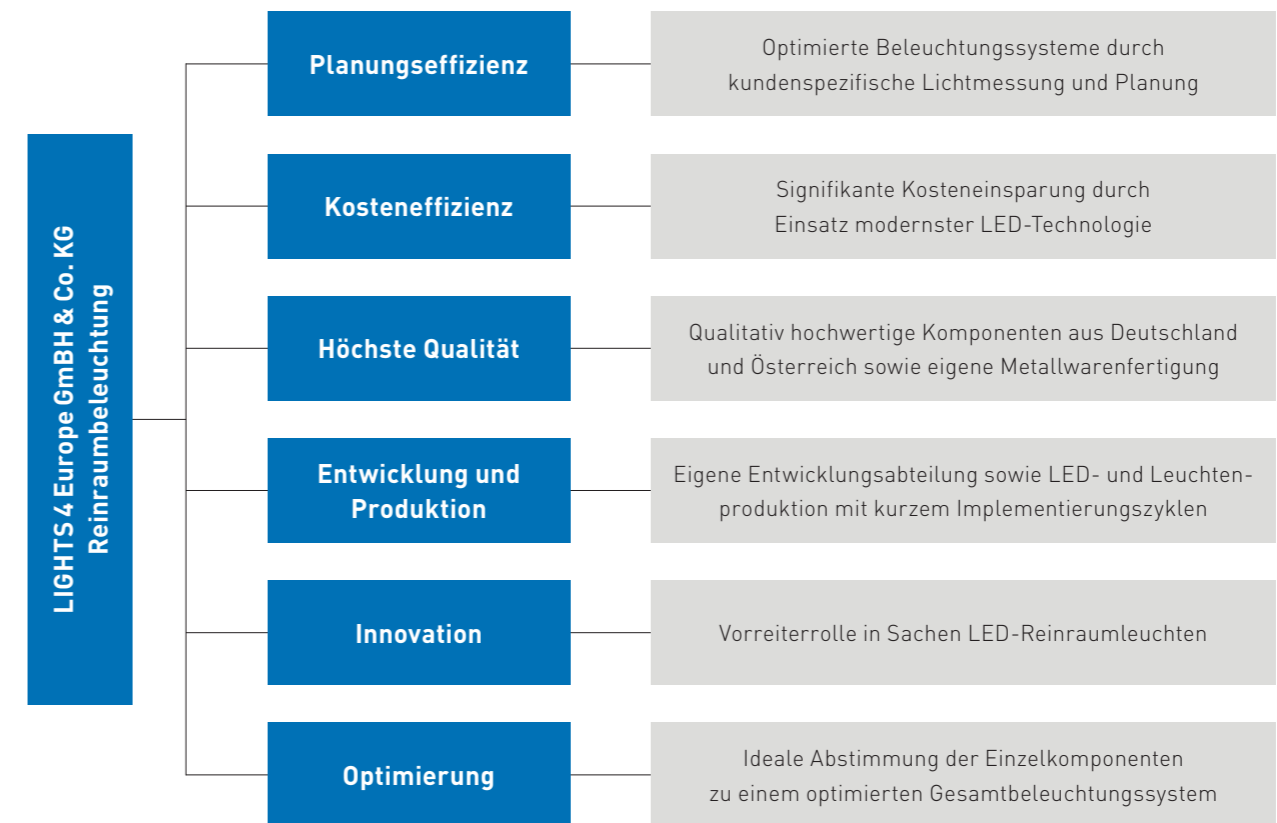 LIGHTS 4 Europe GmBH & Co. KG
Reinraumbeleuchtung
Planungseffizienz
Optimierte Beleuchtungssysteme durch
kundenspezifische Lichtmessung und Planung
Kosteneffizienz
Signifikante Kosteneinsparung durch
Einsatz modernster LED-Technologie
Höchste Qualität
Qualitativ hochwertige Komponenten aus Deutschland
und Österreich sowie eigene Metallwarenfertigung
Entwicklung und
Produktion
Eigene Entwicklungsabteilung sowie LED- und Leuchten-
produktion mit kurzem Implementierungszyklen
Innovation
Vorreiterrolle in Sachen LED-Reinraumleuchten
Optimierung
Ideale Abstimmung der Einzelkomponenten
zu einem optimierten Gesamtbeleuchtungssystem